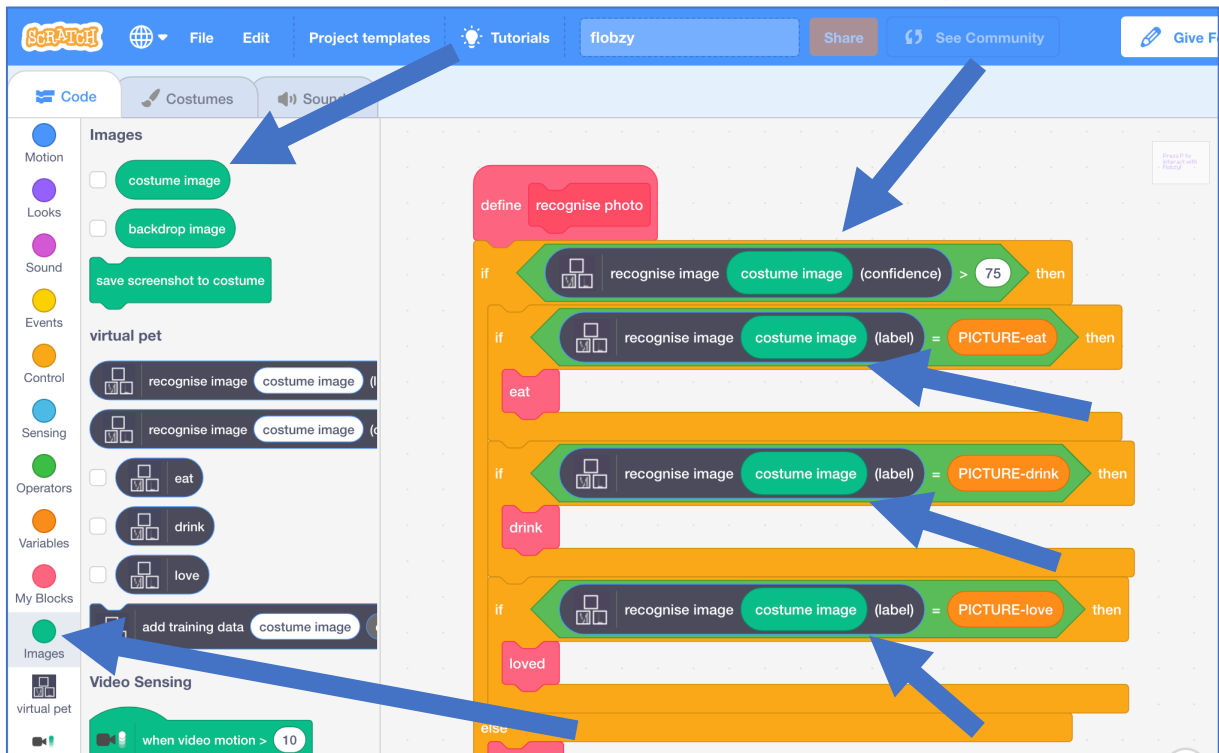 SCRATCH File Edit Project templates Tutorials flobzy Share See Community Give F
Code Costumes
Motion
Looks
Sound
Events
Control
Sensing
Operators
Variables
My Blocks
Images
virtual pet
Images
costume image
backdrop image
save screenshot to costume
virtual pet
recognise image costume image (l
recognise image costume image (c
eat
drink
love
add training data costume image
Video Sensing
when video motion > 10
define recognise photo
if recognise image costume image (confidence) > 75 then
if recognise image costume image (label) = PICTURE-eat then
eat
if recognise image costume image (label) = PICTURE-drink then
drink
if recognise image costume image (label) = PICTURE-love then
loved
else